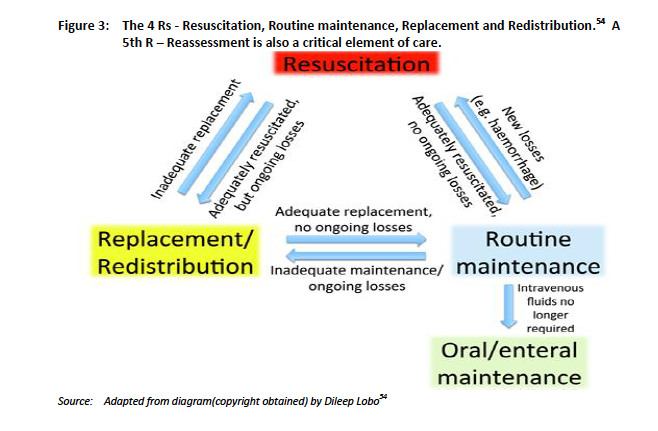 Figure 3: The 4 Rs - Resuscitation, Routine maintenance, Replacement and Redistribution.54 A
5th R – Reassessment is also a critical element of care.
Resuscitation
Inadequate replacement
Adequately resuscitated,
but ongoing losses
Adequately resuscitated,
no ongoing losses
New losses
(e.g. haemorrhage)
Replacement/
Redistribution
Adequate replacement,
no ongoing losses
Inadequate maintenance/
ongoing losses
Routine
maintenance
Intravenous
fluids no
longer
required
Oral/enteral
maintenance
Source: Adapted from diagram(copyright obtained) by Dileep Lobo54